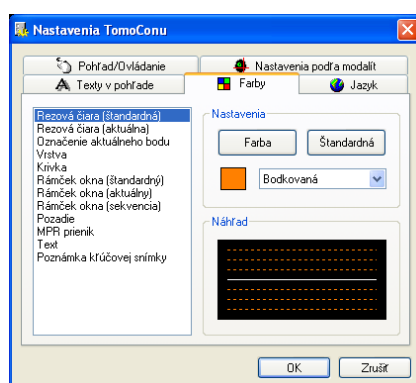 Nastavenia TomoConu
Pohľad/Ovládanie
Nastavenia podľa modalít
Texty v pohľade
Farby
Jazyk
Rezová čiara (štandardná)
Rezová čiara (aktuálna)
Označenie aktuálneho bodu
Vrstva
Krivka
Rámček okna (štandardný)
Rámček okna (aktuálny)
Rámček okna (sekvencia)
Pozadie
MPR prienik
Text
Poznámka kľúčovej snímky
Nastavenia
Farba
Štandardná
Bodkovaná
Náhľad
OK
Zrušiť